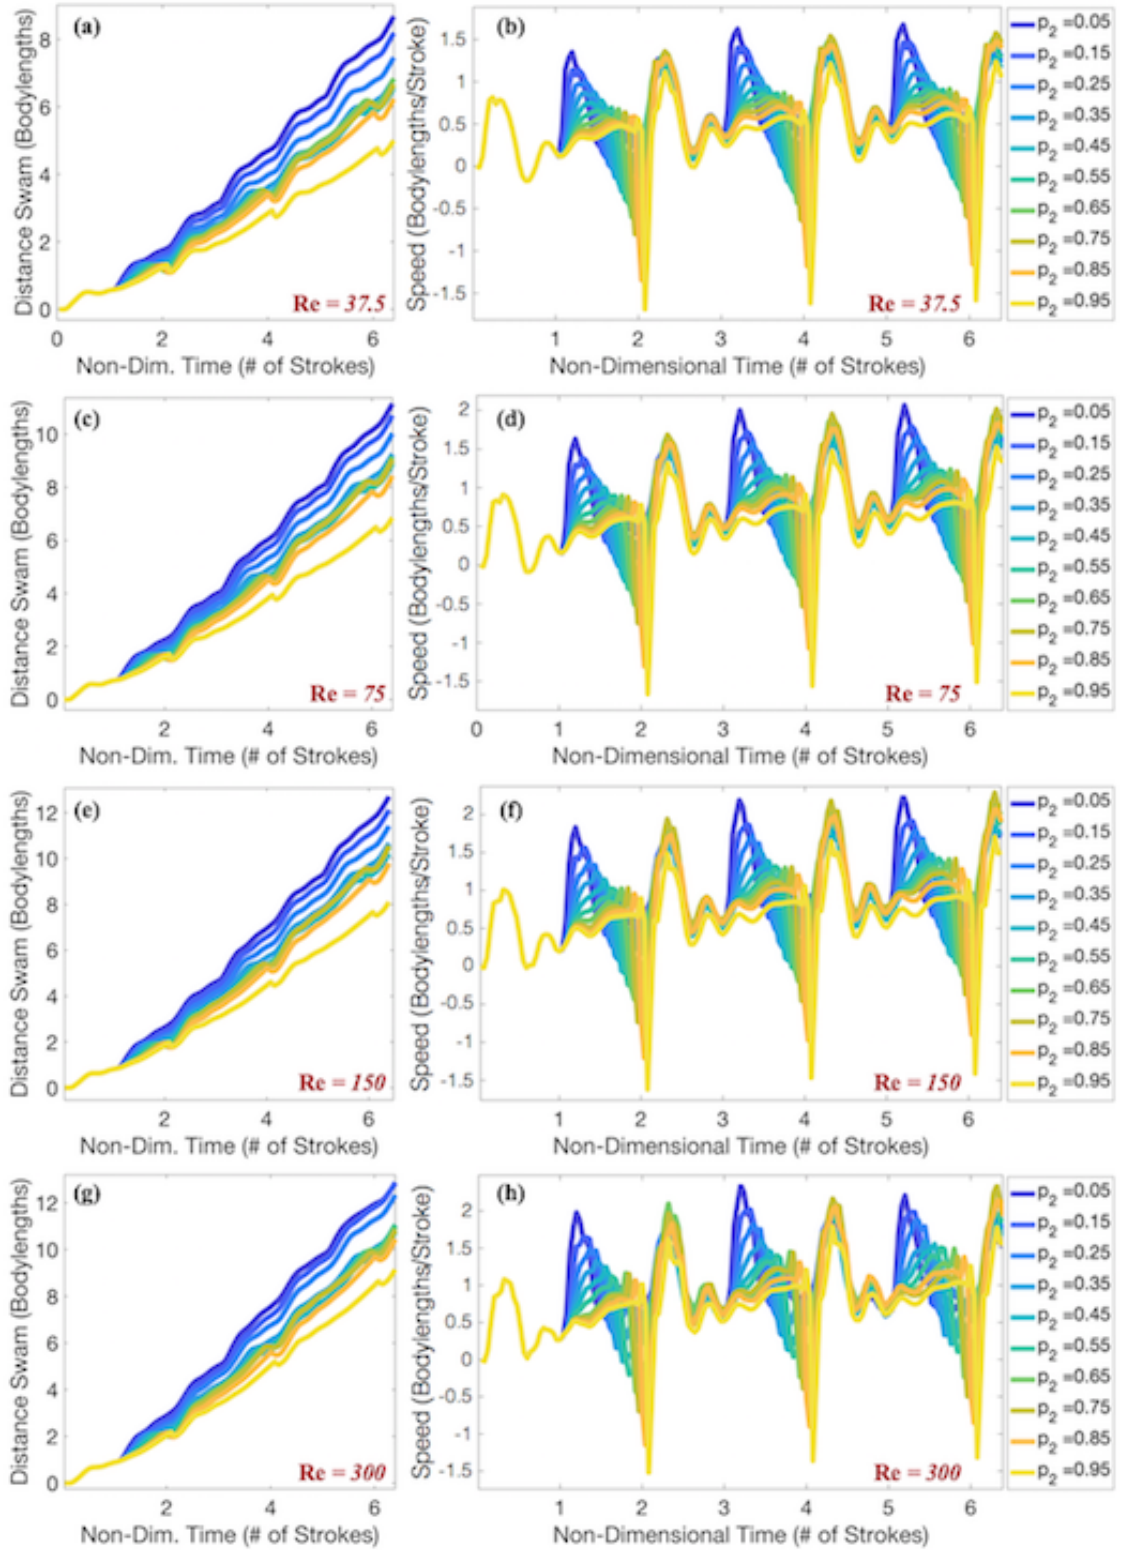 (a)
Distance Swam (Bodylengths)
8
6
4
2
0
Re = 37.5
0 2 4 6
Non-Dim. Time (# of Strokes)
(b)
Speed (Bodylengths/Stroke)
1.5
1
0.5
0
-0.5
-1
-1.5
Re = 37.5
1 2 3 4 5 6
Non-Dimensional Time (# of Strokes)
p2 =0.05
p2 =0.15
p2 =0.25
p2 =0.35
p2 =0.45
p2 =0.55
p2 =0.65
p2 =0.75
p2 =0.85
p2 =0.95
(c)
Distance Swam (Bodylengths)
10
8
6
4
2
0
Re = 75
2 4 6
Non-Dim. Time (# of Strokes)
(d)
Speed (Bodylengths/Stroke)
2
1.5
1
0.5
0
-0.5
-1
-1.5
Re = 75
0 1 2 3 4 5 6
Non-Dimensional Time (# of Strokes)
p2 =0.05
p2 =0.15
p2 =0.25
p2 =0.35
p2 =0.45
p2 =0.55
p2 =0.65
p2 =0.75
p2 =0.85
p2 =0.95
(e)
Distance Swam (Bodylengths)
12
10
8
6
4
2
0
Re = 150
2 4 6
Non-Dim. Time (# of Strokes)
(f)
Speed (Bodylengths/Stroke)
2
1.5
1
0.5
0
-0.5
-1
-1.5
Re = 150
1 2 3 4 5 6
Non-Dimensional Time (# of Strokes)
p2 =0.05
p2 =0.15
p2 =0.25
p2 =0.35
p2 =0.45
p2 =0.55
p2 =0.65
p2 =0.75
p2 =0.85
p2 =0.95
(g)
Distance Swam (Bodylengths)
12
10
8
6
4
2
0
Re = 300
2 4 6
Non-Dim. Time (# of Strokes)
(h)
Speed (Bodylengths/Stroke)
2
1.5
1
0.5
0
-0.5
-1
-1.5
Re = 300
1 2 3 4 5 6
Non-Dimensional Time (# of Strokes)
p2 =0.05
p2 =0.15
p2 =0.25
p2 =0.35
p2 =0.45
p2 =0.55
p2 =0.65
p2 =0.75
p2 =0.85
p2 =0.95